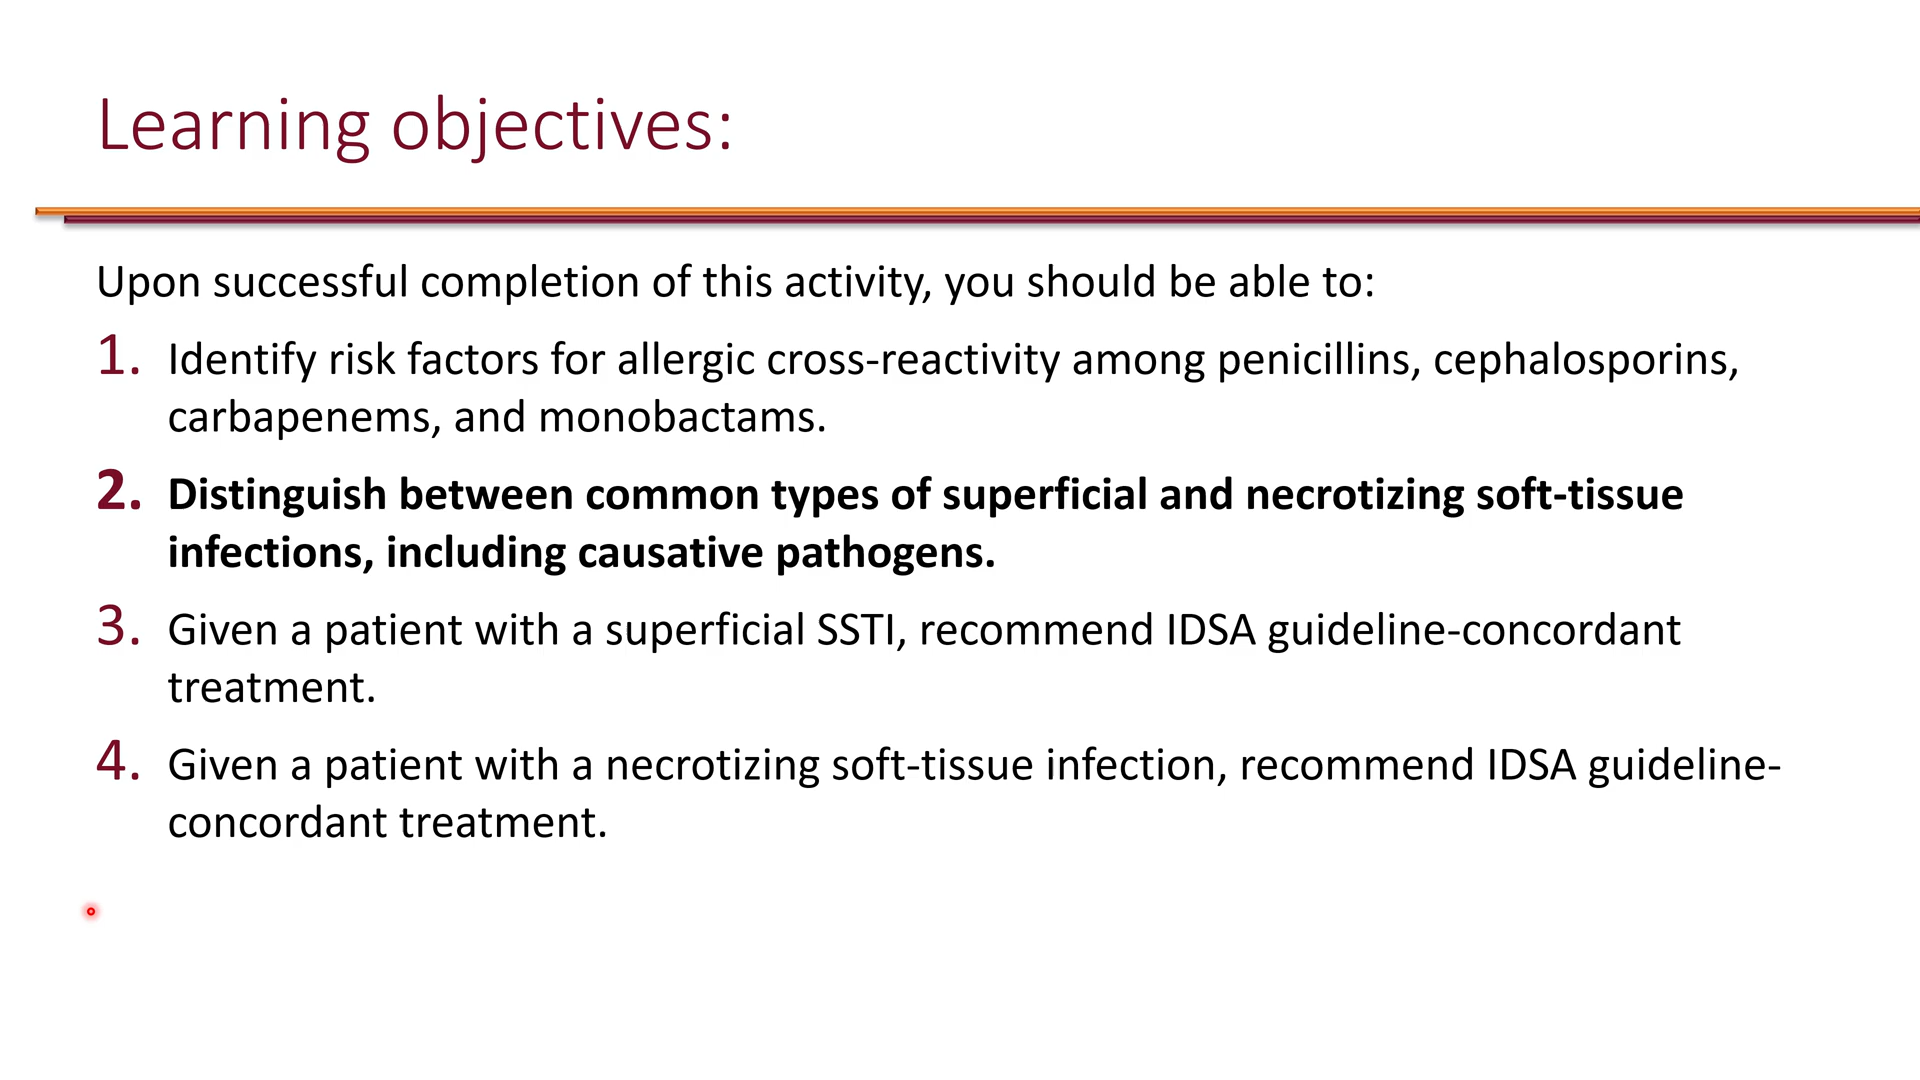 Learning objectives:
Upon successful completion of this activity, you should be able to:
1. Identify risk factors for allergic cross-reactivity among penicillins, cephalosporins,
carbapenems, and monobactams.
2. Distinguish between common types of superficial and necrotizing soft-tissue
infections, including causative pathogens.
3. Given a patient with a superficial SSTI, recommend IDSA guideline-concordant
treatment.
4. Given a patient with a necrotizing soft-tissue infection, recommend IDSA guideline-
concordant treatment.